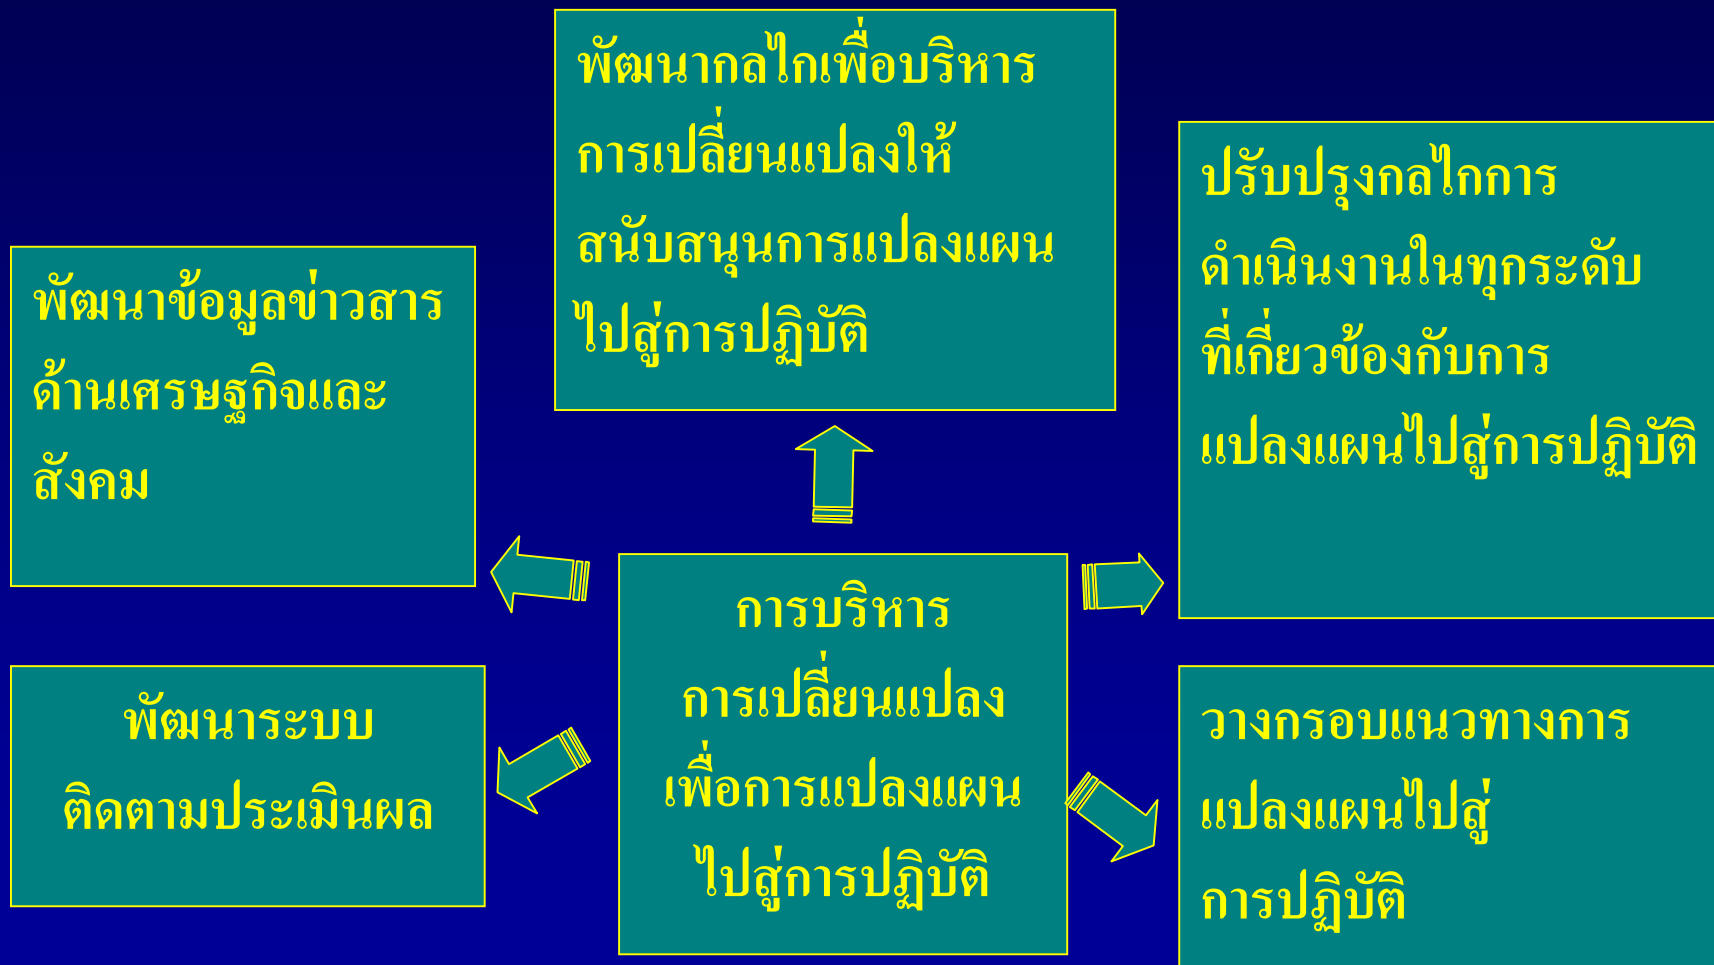 พัฒนากลไกเพื่อบริหาร
การเปลี่ยนแปลงให้
สนับสนุนการแปลงแผน
ไปสู่การปฏิบัติ
ปรับปรุงกลไกการ
ดำเนินงานในทุกระดับ
ที่เกี่ยวข้องกับการ
แปลงแผนไปสู่การปฏิบัติ
พัฒนาข้อมูลข่าวสาร
ด้านเศรษฐกิจและ
สังคม
การบริหาร
การเปลี่ยนแปลง
เพื่อการแปลงแผน
ไปสู่การปฏิบัติ
พัฒนาระบบ
ติดตามประเมินผล
วางกรอบแนวทางการ
แปลงแผนไปสู่
การปฏิบัติ